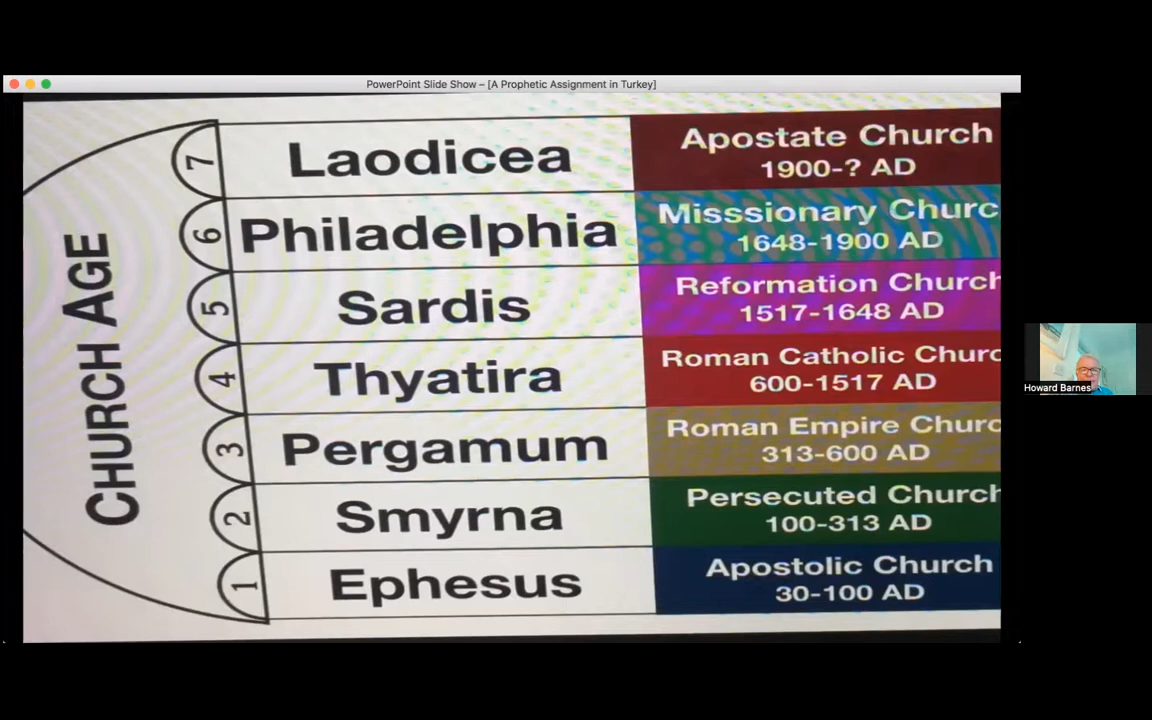 PowerPoint Slide Show – [A Prophetic Assignment in Turkey]
CHURCH AGE
7
Laodicea
Apostate Church
1900-? AD
6
Philadelphia
Misssionary Churc
1648-1900 AD
5
Sardis
Reformation Church
1517-1648 AD
4
Thyatira
Roman Catholic Churc
600-1517 AD
3
Pergamum
Roman Empire Churc
313-600 AD
2
Smyrna
Persecuted Church
100-313 AD
1
Ephesus
Apostolic Church
30-100 AD
Howard Barnes